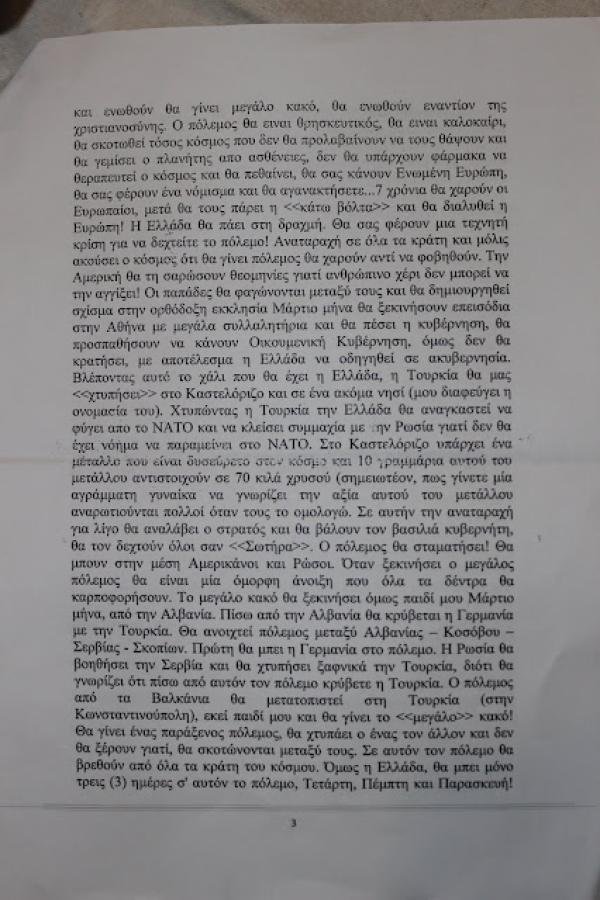 και ενωθούν θα γίνει μεγάλο κακό, θα ενωθούν εναντίον της
χριστιανοσύνης. Ο πόλεμος θα ειναι θρησκευτικός, θα ειναι καλοκαίρι,
θα σκοτωθεί τόσος κόσμος που δεν θα προλαβαίνουν να τους θάψουν και
θα γεμίσει ο πλανήτης απο ασθένειες, δεν θα υπάρχουν φάρμακα να
θεραπευτεί ο κόσμος και θα πεθαίνει, θα σας κάνουν Ενωμένη Ευρώπη,
θα σας φέρουν ένα νόμισμα και θα αγανακτήσετε...7 χρόνια θα χαρούν οι
Ευρωπαίοι, μετά θα τους πάρει η <<κάτω βόλτα>> και θα διαλυθεί η
Ευρώπη! Η Ελλάδα θα πάει στη δραχμή. Θα σας φέρουν μια τεχνητή
κρίση για να δεχτείτε το πόλεμο! Αναταραχή σε όλα τα κράτη και μόλις
ακούσει ο κόσμος ότι θα γίνει πόλεμος θα χαρούν αντί να φοβηθούν. Την
Αμερική θα τη σαρώσουν θεομηνίες γιατί ανθρώπινο χέρι δεν μπορεί να
την αγγίξει! Οι παπάδες θα φαγώνονται μεταξύ τους και θα δημιουργηθεί
σχίσμα στην ορθόδοξη εκκλησία Μάρτιο μήνα θα ξεκινήσουν επεισόδια
στην Αθήνα με μεγάλα συλλαλητήρια και θα πέσει η κυβέρνηση, θα
προσπαθήσουν να κάνουν Οικουμενική Κυβέρνηση, όμως δεν θα
κρατήσει, με αποτέλεσμα η Ελλάδα να οδηγηθεί σε ακυβερνησία.
Βλέποντας αυτό το χάλι που θα έχει η Ελλάδα, η Τουρκία θα μας
<<χτυπήσει>> στο Καστελόριζο και σε ένα ακόμα νησί (μου διαφεύγει η
ονομασία του). Χτυπώντας η Τουρκία την Ελλάδα θα αναγκαστεί να
φύγει απο το ΝΑΤΟ και να κλείσει συμμαχία με την Ρωσία γιατί δεν θα
έχει νόημα να παραμείνει στο ΝΑΤΟ. Στο Καστελόριζο υπάρχει ένα
μέταλλο που είναι δυσεύρετο στον κόσμο και 10 γραμμάρια αυτού του
μετάλλου αντιστοιχούν σε 70 κιλά χρυσού (σημειωτέον, πως γίνετε μία
αγράμματη γυναίκα να γνωρίζει την αξία αυτού του μετάλλου
αναρωτιούνται πολλοί όταν τους το ομολογώ. Σε αυτήν την αναταραχή
για λίγο θα αναλάβει ο στρατός και θα βάλουν τον βασιλιά κυβερνήτη,
θα τον δεχτούν όλοι σαν <<Σωτήρα>>. Ο πόλεμος θα σταματήσει! Θα
μπουν στην μέση Αμερικάνοι και Ρώσοι. Όταν ξεκινήσει ο μεγάλος
πόλεμος θα είναι μία όμορφη άνοιξη που όλα τα δέντρα θα
καρποφορήσουν. Το μεγάλο κακό θα ξεκινήσει όμως παιδί μου Μάρτιο
μήνα, από την Αλβανία. Πίσω από την Αλβανία θα κρύβεται η Γερμανία
με την Τουρκία. Θα ανοιχτεί πόλεμος μεταξύ Αλβανίας – Κοσόβου –
Σερβίας - Σκοπίων. Πρώτη θα μπει η Γερμανία στο πόλεμο. Η Ρωσία θα
βοηθήσει την Σερβία και θα χτυπήσει ξαφνικά την Τουρκία, διότι θα
γνωρίζει ότι πίσω από αυτόν τον πόλεμο κρύβετε η Τουρκία. Ο πόλεμος
από τα Βαλκάνια θα μετατοπιστεί στη Τουρκία (στην
Κωνσταντινούπολη), εκεί παιδί μου και θα γίνει το <<μεγάλο>> κακό!
Θα γίνει ένας παράξενος πόλεμος, θα χτυπάει ο ένας τον άλλον και δεν
θα ξέρουν γιατί, θα σκοτώνονται μεταξύ τους. Σε αυτόν τον πόλεμο θα
βρεθούν από όλα τα κράτη του κόσμου. Όμως η Ελλάδα, θα μπει μόνο
τρεις (3) ημέρες σ' αυτόν το πόλεμο, Τετάρτη, Πέμπτη και Παρασκευή!
3